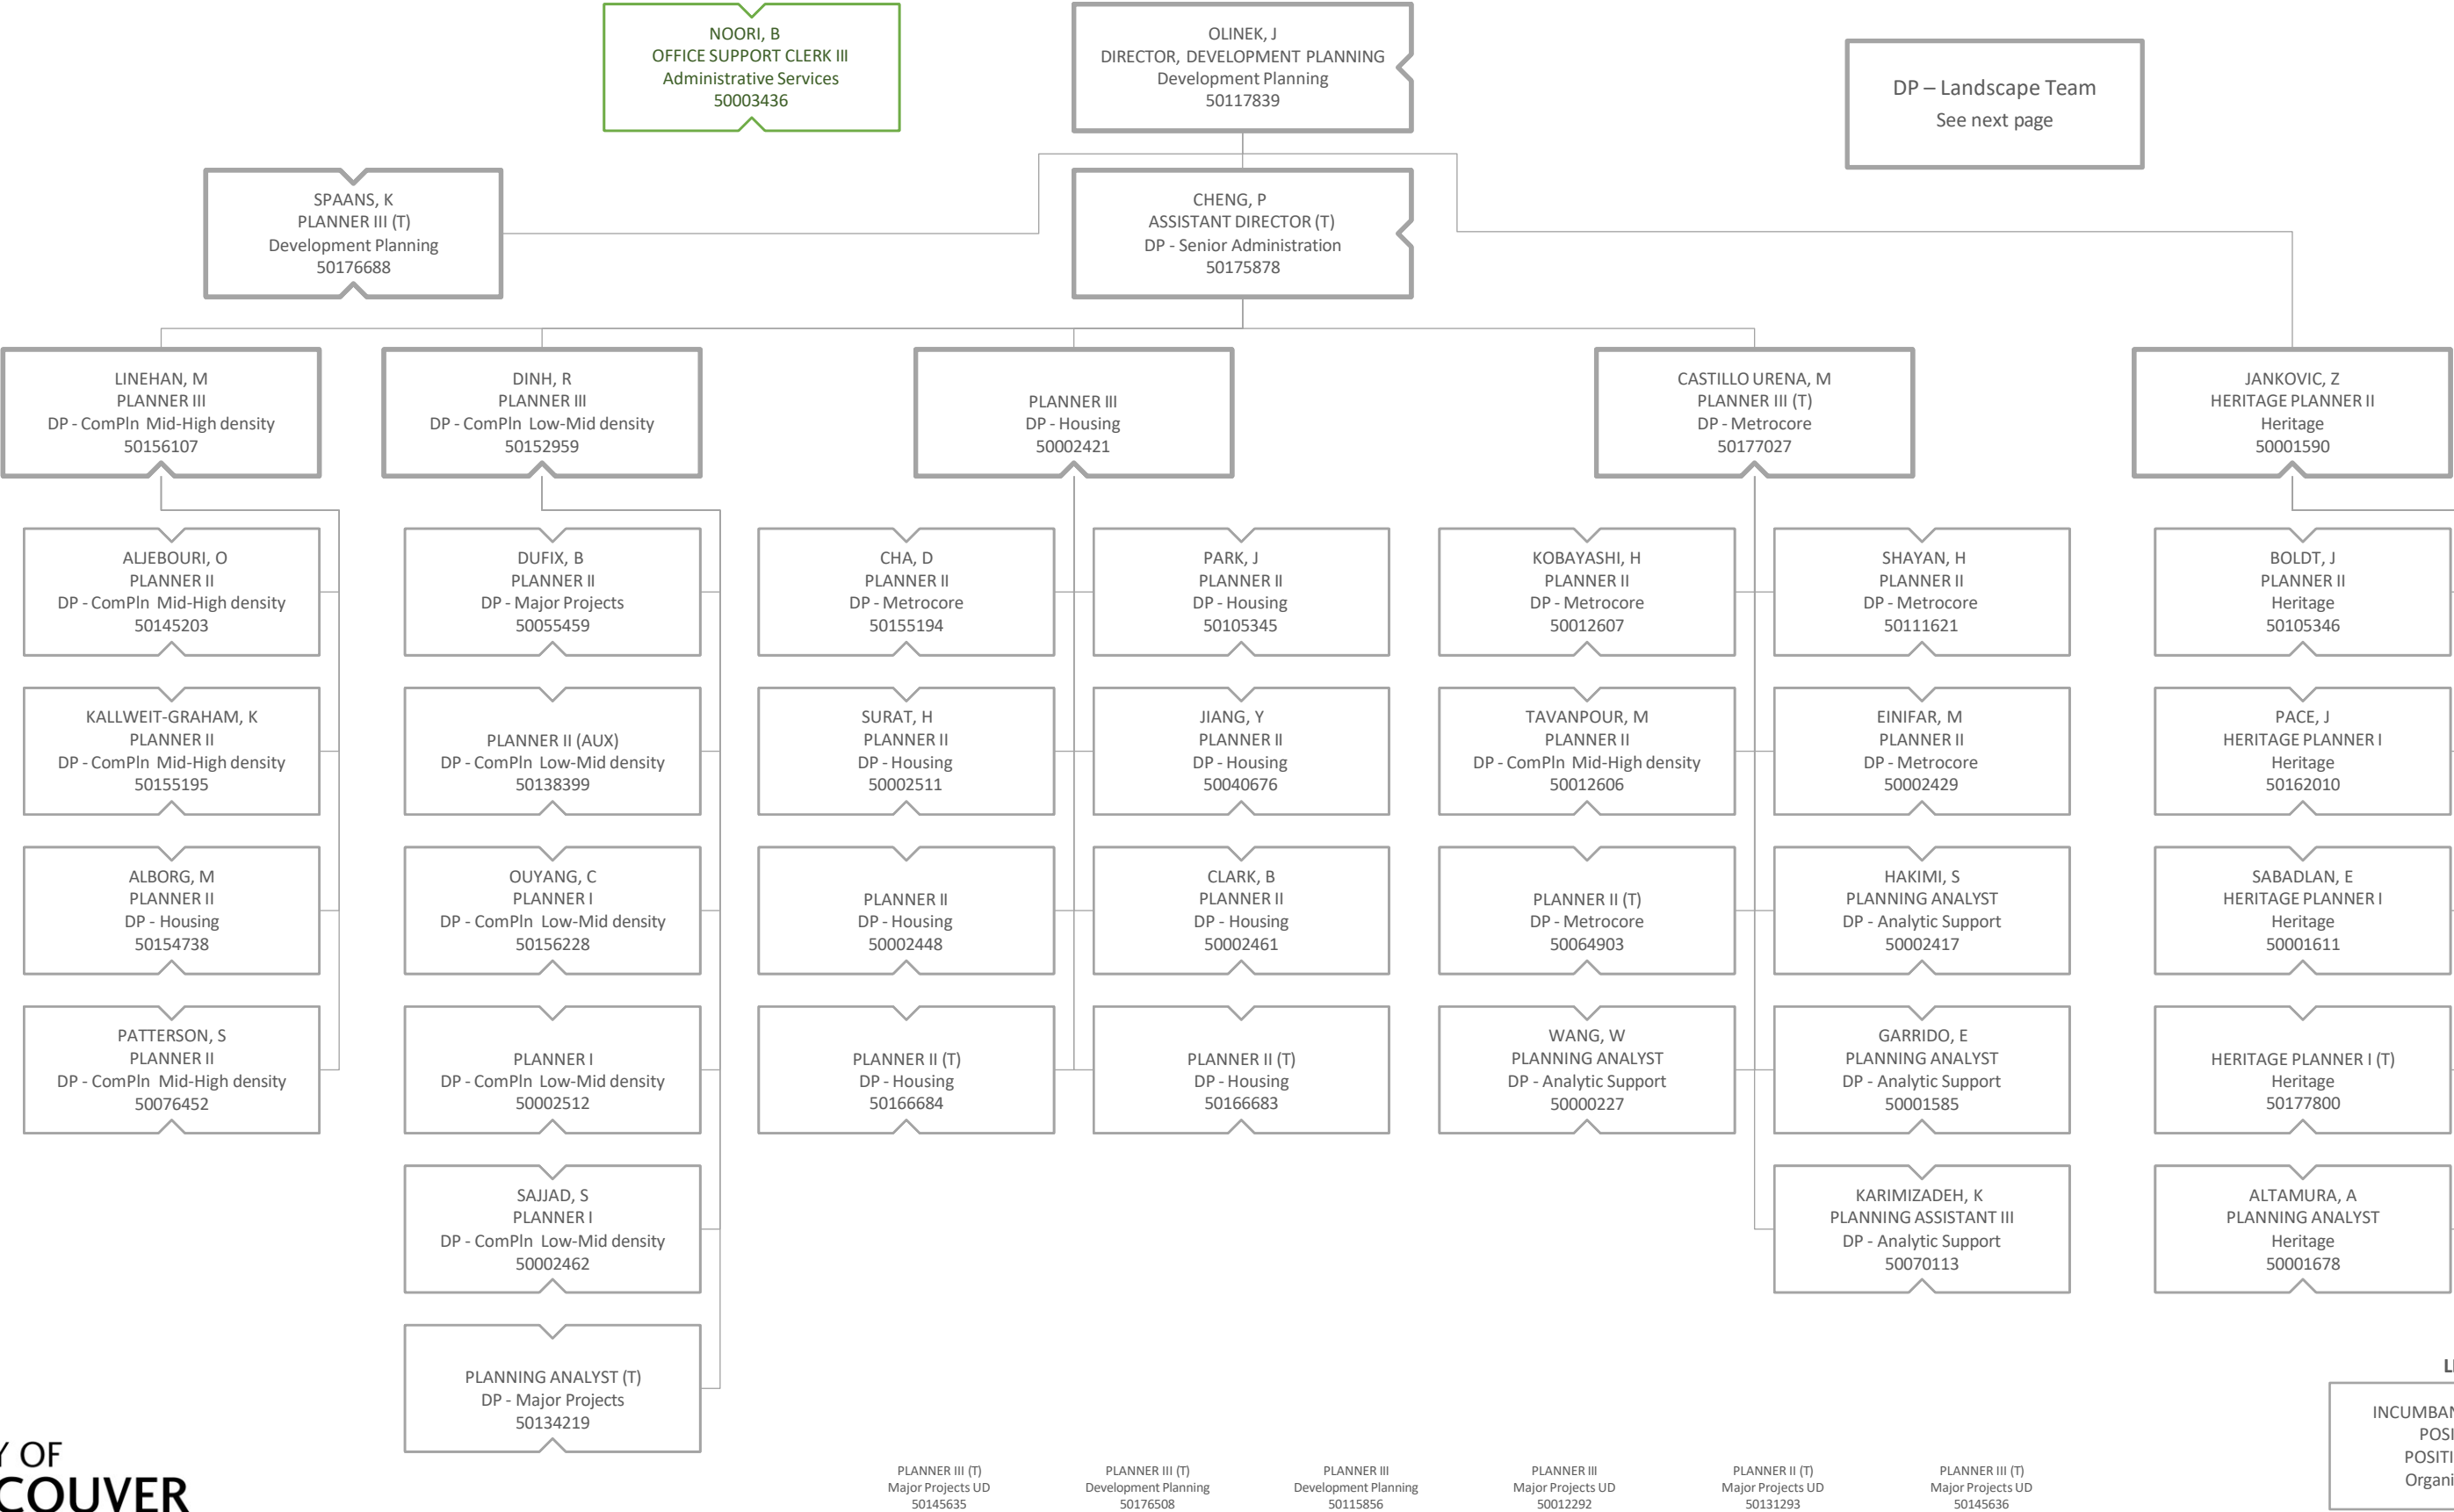 NOORI, B
OFFICE SUPPORT CLERK III
Administrative Services
50003436
OLINEK, J
DIRECTOR, DEVELOPMENT PLANNING
Development Planning
50117839
DP – Landscape Team
See next page
SPAANS, K
PLANNER III (T)
Development Planning
50176688
CHENG, P
ASSISTANT DIRECTOR (T)
DP - Senior Administration
50175878
LINEHAN, M
PLANNER III
DP - ComPln Mid-High density
50156107
DINH, R
PLANNER III
DP - ComPln Low-Mid density
50152959
PLANNER III
DP - Housing
50002421
CASTILLO URENA, M
PLANNER III (T)
DP - Metrocore
50177027
JANKOVIC, Z
HERITAGE PLANNER II
Heritage
50001590
ALJEBOURI, O
PLANNER II
DP - ComPln Mid-High density
50145203
DUFIX, B
PLANNER II
DP - Major Projects
50055459
CHA, D
PLANNER II
DP - Metrocore
50155194
PARK, J
PLANNER II
DP - Housing
50105345
KOBAYASHI, H
PLANNER II
DP - Metrocore
50012607
SHAYAN, H
PLANNER II
DP - Metrocore
50111621
BOLDT, J
PLANNER II
Heritage
50105346
KALLWEIT-GRAHAM, K
PLANNER II
DP - ComPln Mid-High density
50155195
PLANNER II (AUX)
DP - ComPln Low-Mid density
50138399
SURAT, H
PLANNER II
DP - Housing
50002511
JIANG, Y
PLANNER II
DP - Housing
50040676
TAVANPOUR, M
PLANNER II
DP - ComPln Mid-High density
50012606
EINIFAR, M
PLANNER II
DP - Metrocore
50002429
PACE, J
HERITAGE PLANNER I
Heritage
50162010
ALBORG, M
PLANNER II
DP - Housing
50154738
OUYANG, C
PLANNER I
DP - ComPln Low-Mid density
50156228
PLANNER II
DP - Housing
50002448
CLARK, B
PLANNER II
DP - Housing
50002461
PLANNER II (T)
DP - Metrocore
50064903
HAKIMI, S
PLANNING ANALYST
DP - Analytic Support
50002417
SABADLAN, E
HERITAGE PLANNER I
Heritage
50001611
PATTERSON, S
PLANNER II
DP - ComPln Mid-High density
50076452
PLANNER I
DP - ComPln Low-Mid density
50002512
PLANNER II (T)
DP - Housing
50166684
PLANNER II (T)
DP - Housing
50166683
WANG, W
PLANNING ANALYST
DP - Analytic Support
50000227
GARRIDO, E
PLANNING ANALYST
DP - Analytic Support
50001585
HERITAGE PLANNER I (T)
Heritage
50177800
SAJJAD, S
PLANNER I
DP - ComPln Low-Mid density
50002462
KARIMIZADEH, K
PLANNING ASSISTANT III
DP - Analytic Support
50070113
ALTAMURA, A
PLANNING ANALYST
Heritage
50001678
PLANNING ANALYST (T)
DP - Major Projects
50134219
Y OF
COUVER
PLANNER III (T)
Major Projects UD
50145635
PLANNER III (T)
Development Planning
50176508
PLANNER III
Development Planning
50115856
PLANNER III
Major Projects UD
50012292
PLANNER II (T)
Major Projects UD
50131293
PLANNER III (T)
Major Projects UD
50145636
INCUMBAN
POSI
POSITI
Organi